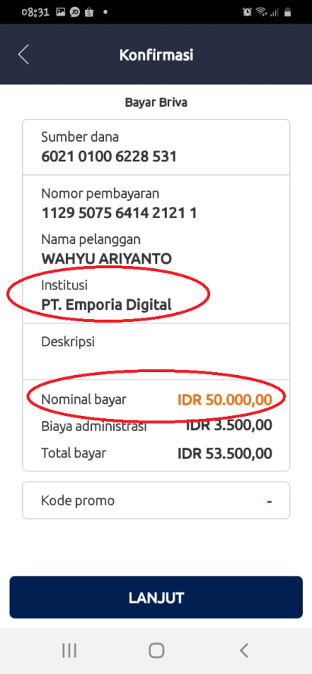 08:31
Konfirmasi
Bayar Briva
Sumber dana
6021 0100 6228 531
Nomor pembayaran
1129 5075 6414 2121 1
Nama pelanggan
WAHYU ARIYANTO
Institusi
PT. Emporia Digital
Deskripsi
Nominal bayar IDR 50.000,00
Biaya administrasi IDR 3.500,00
Total bayar IDR 53.500,00
Kode promo -
LANJUT